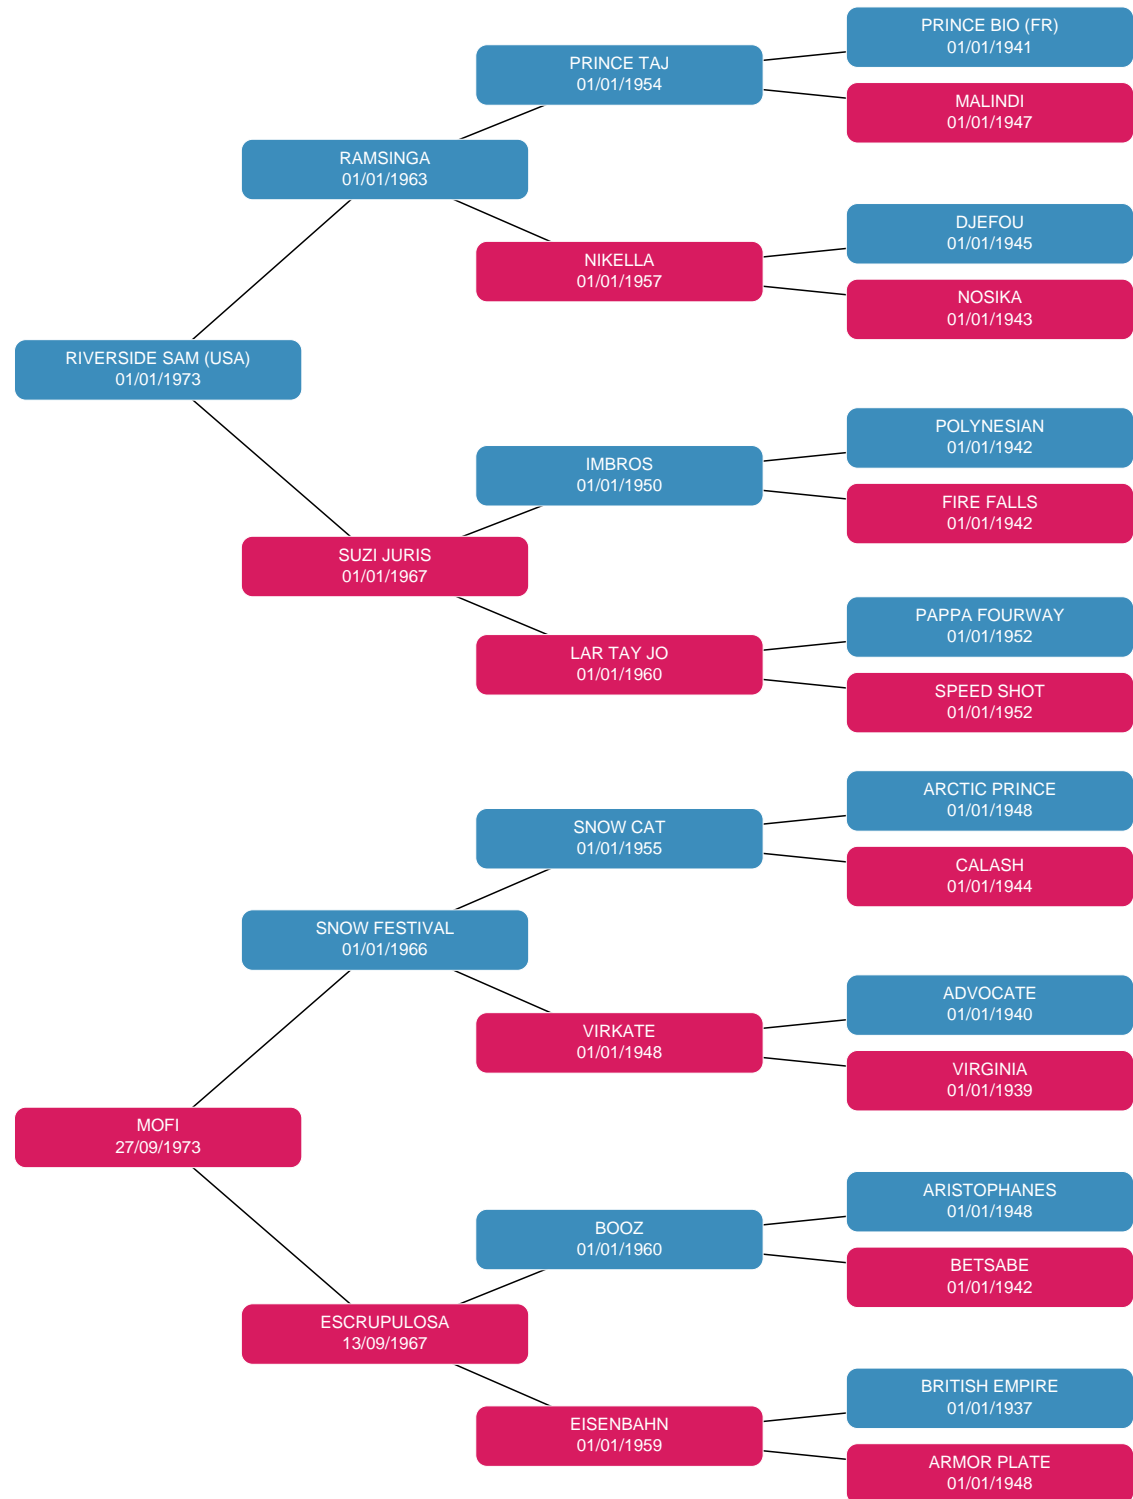 PRINCE BIO (FR)
01/01/1941
PRINCE TAJ
01/01/1954
MALINDI
01/01/1947
RAMSINGA
01/01/1963
DJEFOU
01/01/1945
NIKELLA
01/01/1957
NOSIKA
01/01/1943
RIVERSIDE SAM (USA)
01/01/1973
POLYNESIAN
01/01/1942
IMBROS
01/01/1950
FIRE FALLS
01/01/1942
SUZI JURIS
01/01/1967
PAPPA FOURWAY
01/01/1952
LAR TAY JO
01/01/1960
SPEED SHOT
01/01/1952
ARCTIC PRINCE
01/01/1948
SNOW CAT
01/01/1955
CALASH
01/01/1944
SNOW FESTIVAL
01/01/1966
ADVOCATE
01/01/1940
VIRKATE
01/01/1948
VIRGINIA
01/01/1939
MOFI
27/09/1973
ARISTOPHANES
01/01/1948
BOOZ
01/01/1960
BETSABE
01/01/1942
ESCRUPULOSA
13/09/1967
BRITISH EMPIRE
01/01/1937
EISENBAHN
01/01/1959
ARMOR PLATE
01/01/1948